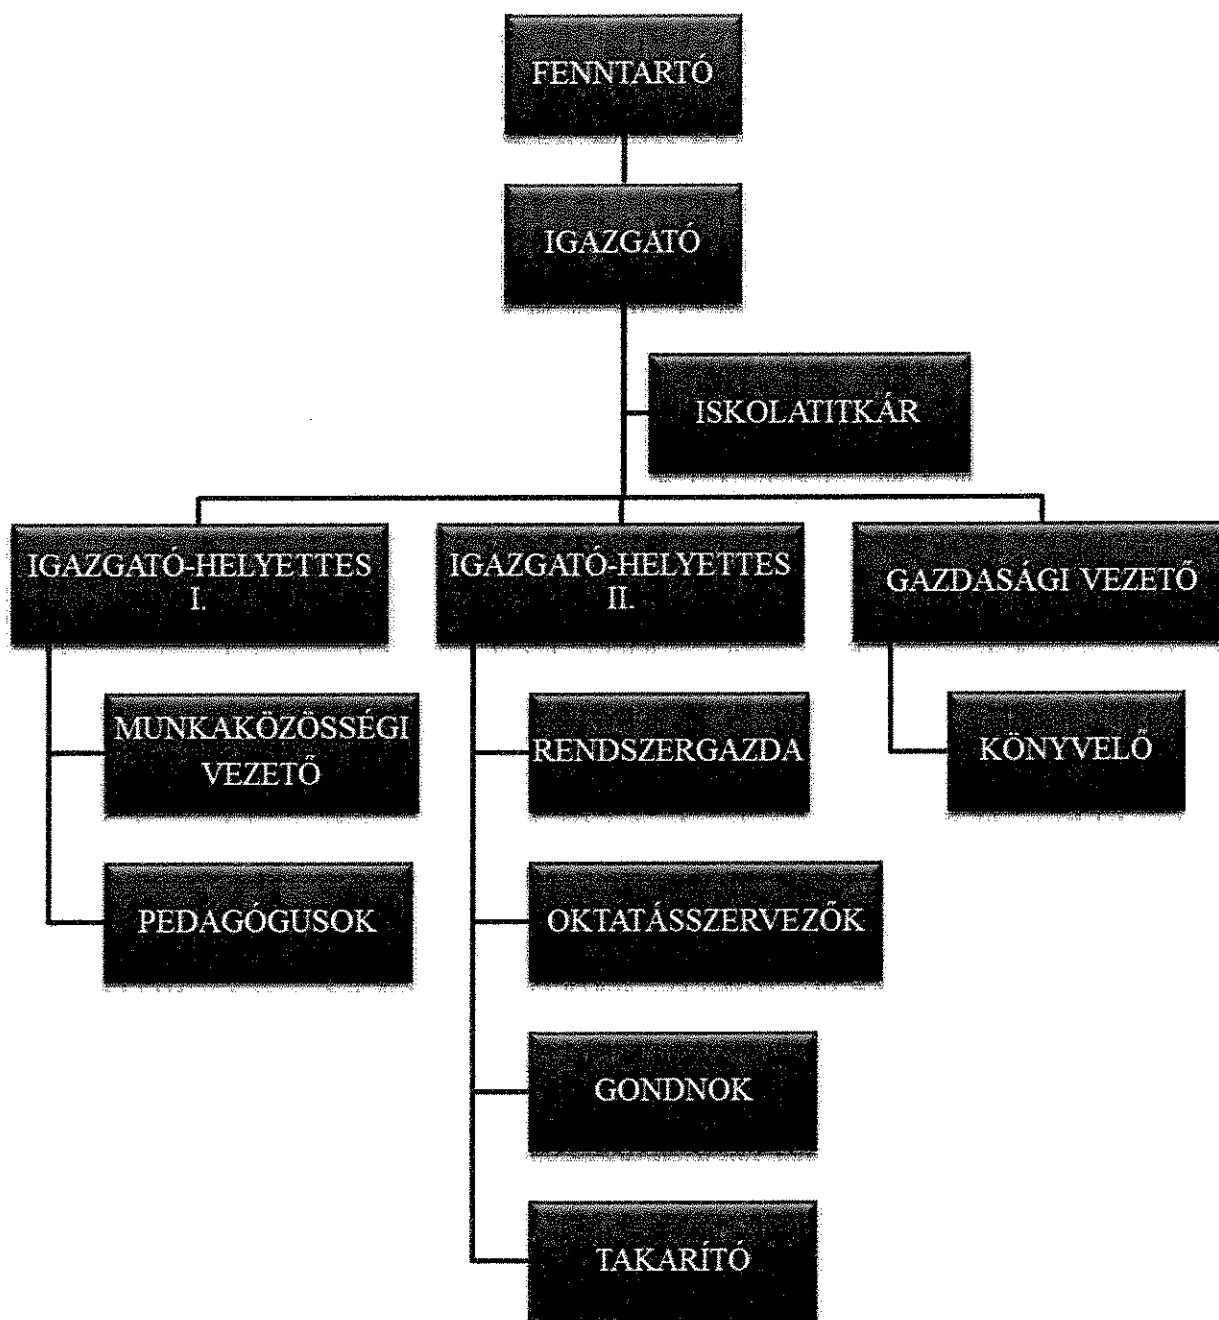 FENNTARTÓ
IGAZGATÓ
ISKOLATITKÁR
IGAZGATÓ-HELYETTES
I.
IGAZGATÓ-HELYETTES
II.
GAZDASÁGI VEZETŐ
MUNKAKÖZÖSSÉGI
VEZETŐ
RENDSZERGAZDA
KÖNYVELŐ
PEDAGÓGUSOK
OKTATÁSSZERVEZŐK
GONDNOK
TAKARÍTÓ